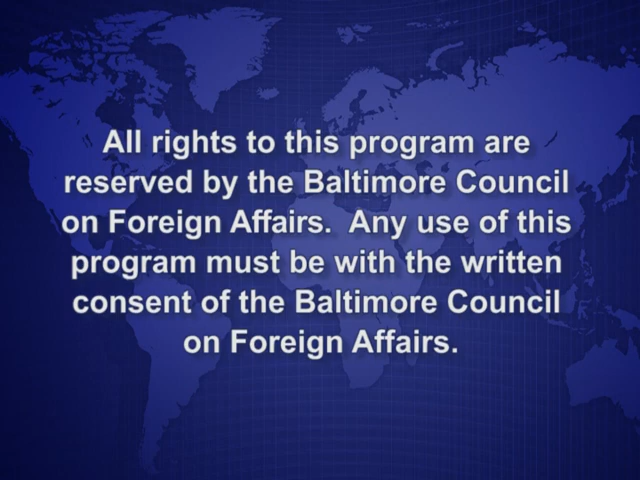 All rights to this program are
reserved by the Baltimore Council
on Foreign Affairs.  Any use of this
program must be with the written
consent of the Baltimore Council
on Foreign Affairs.